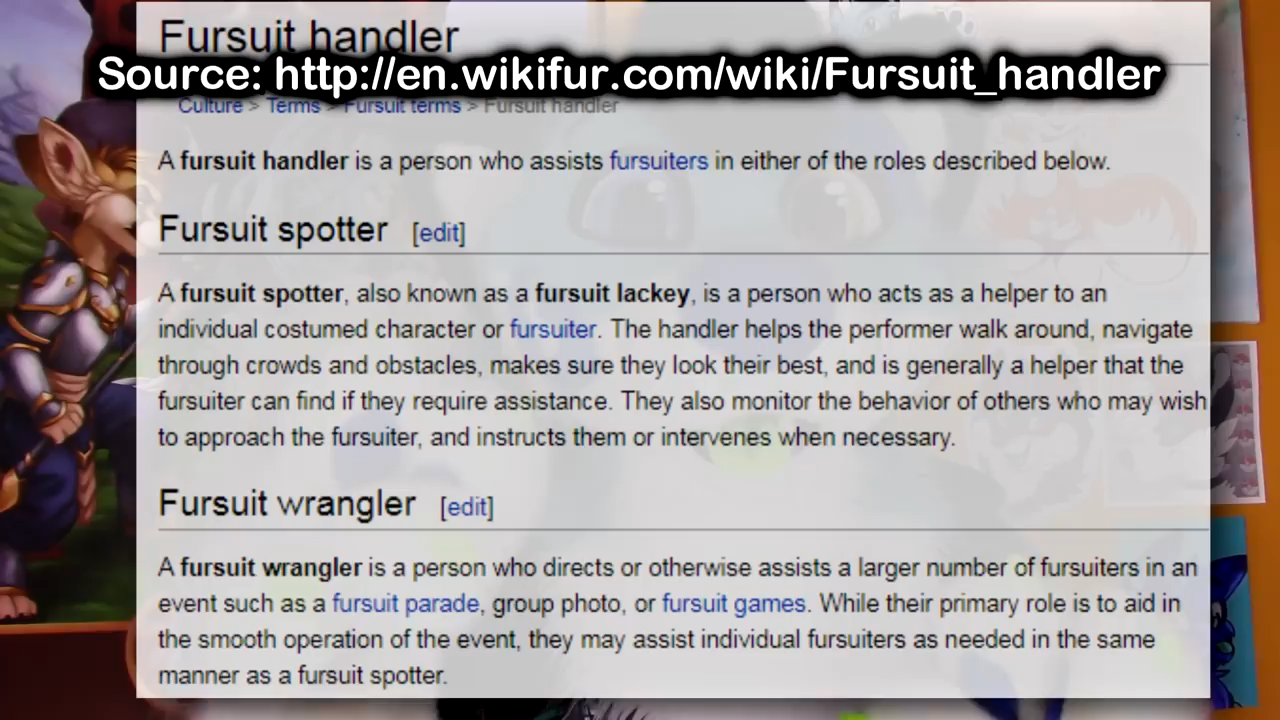 Fursuit handler
Source: http://en.wikifur.com/wiki/Fursuit_handler
Culture > Terms > Fursuit terms > Fursuit handler
A fursuit handler is a person who assists fursuiters in either of the roles described below.
Fursuit spotter [edit]
A fursuit spotter, also known as a fursuit lackey, is a person who acts as a helper to an
individual costumed character or fursuiter. The handler helps the performer walk around, navigate
through crowds and obstacles, makes sure they look their best, and is generally a helper that the
fursuiter can find if they require assistance. They also monitor the behavior of others who may wish
to approach the fursuiter, and instructs them or intervenes when necessary.
Fursuit wrangler [edit]
A fursuit wrangler is a person who directs or otherwise assists a larger number of fursuiters in an
event such as a fursuit parade, group photo, or fursuit games. While their primary role is to aid in
the smooth operation of the event, they may assist individual fursuiters as needed in the same
manner as a fursuit spotter.